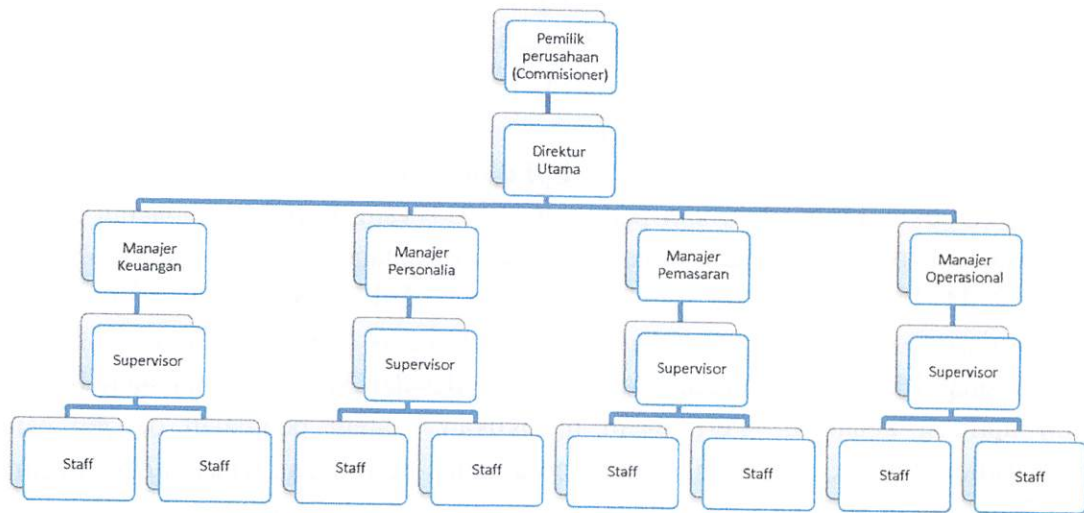 Pemilik
perusahaan
(Commisioner)
Direktur
Utama
Manajer
Keuangan
Manajer
Personalia
Manajer
Pemasaran
Manajer
Operasional
Supervisor
Supervisor
Supervisor
Supervisor
Staff
Staff
Staff
Staff
Staff
Staff
Staff
Staff